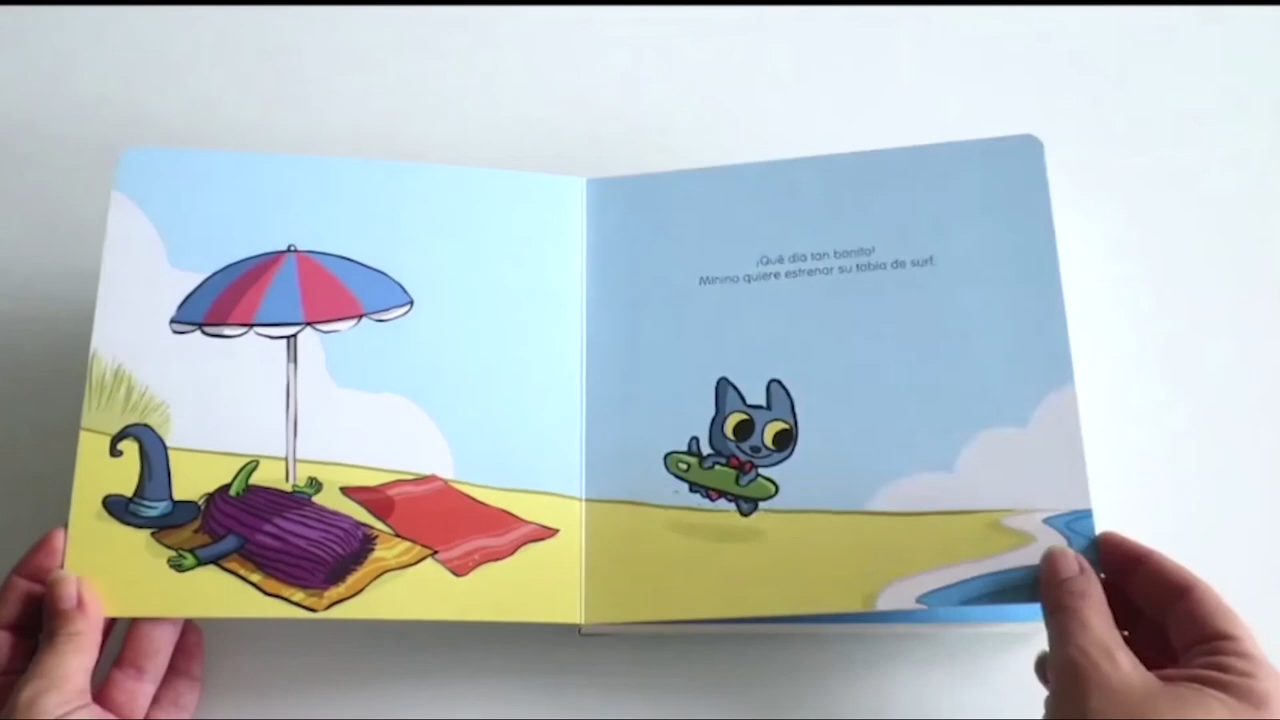 ¡Qué día tan bonito!
Minino quiere estrenar su tabla de surf.